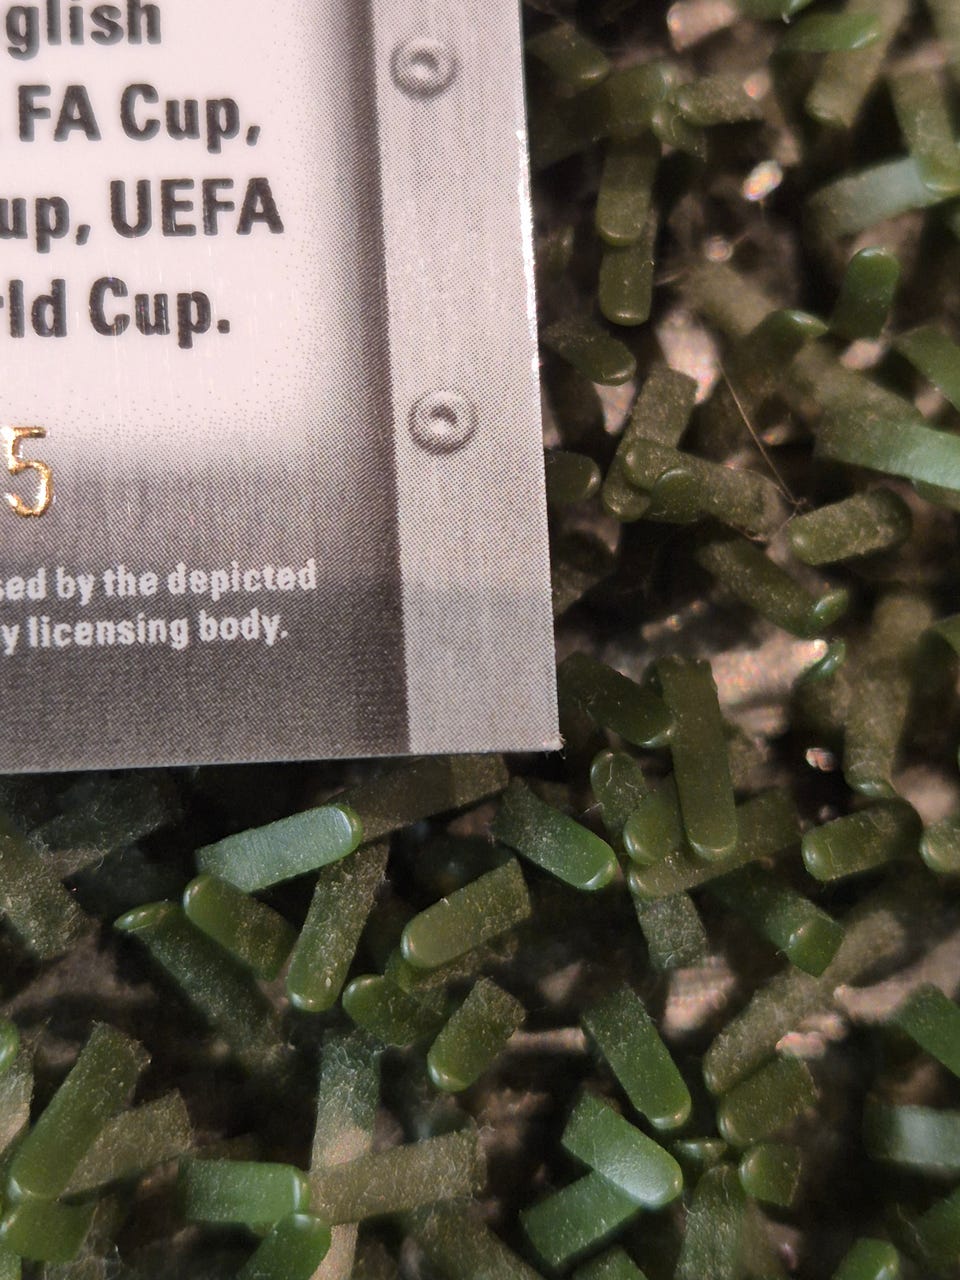 glish
FA Cup,
up, UEFA
rld Cup.
5
sed by the depicted
y licensing body.